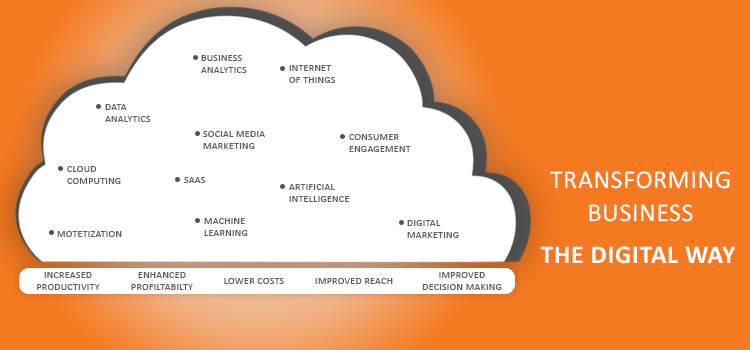 BUSINESS
ANALYTICS
INTERNET
OF THINGS
DATA
ANALYTICS
SOCIAL MEDIA
MARKETING
CONSUMER
ENGAGEMENT
CLOUD
COMPUTING
SAAS
ARTIFICIAL
INTELLIGENCE
MOTETIZATION
MACHINE
LEARNING
DIGITAL
MARKETING
INCREASED
PRODUCTIVITY
ENHANCED
PROFILTABILTY
LOWER COSTS
IMPROVED REACH
IMPROVED
DECISION MAKING
TRANSFORMING
BUSINESS
THE DIGITAL WAY